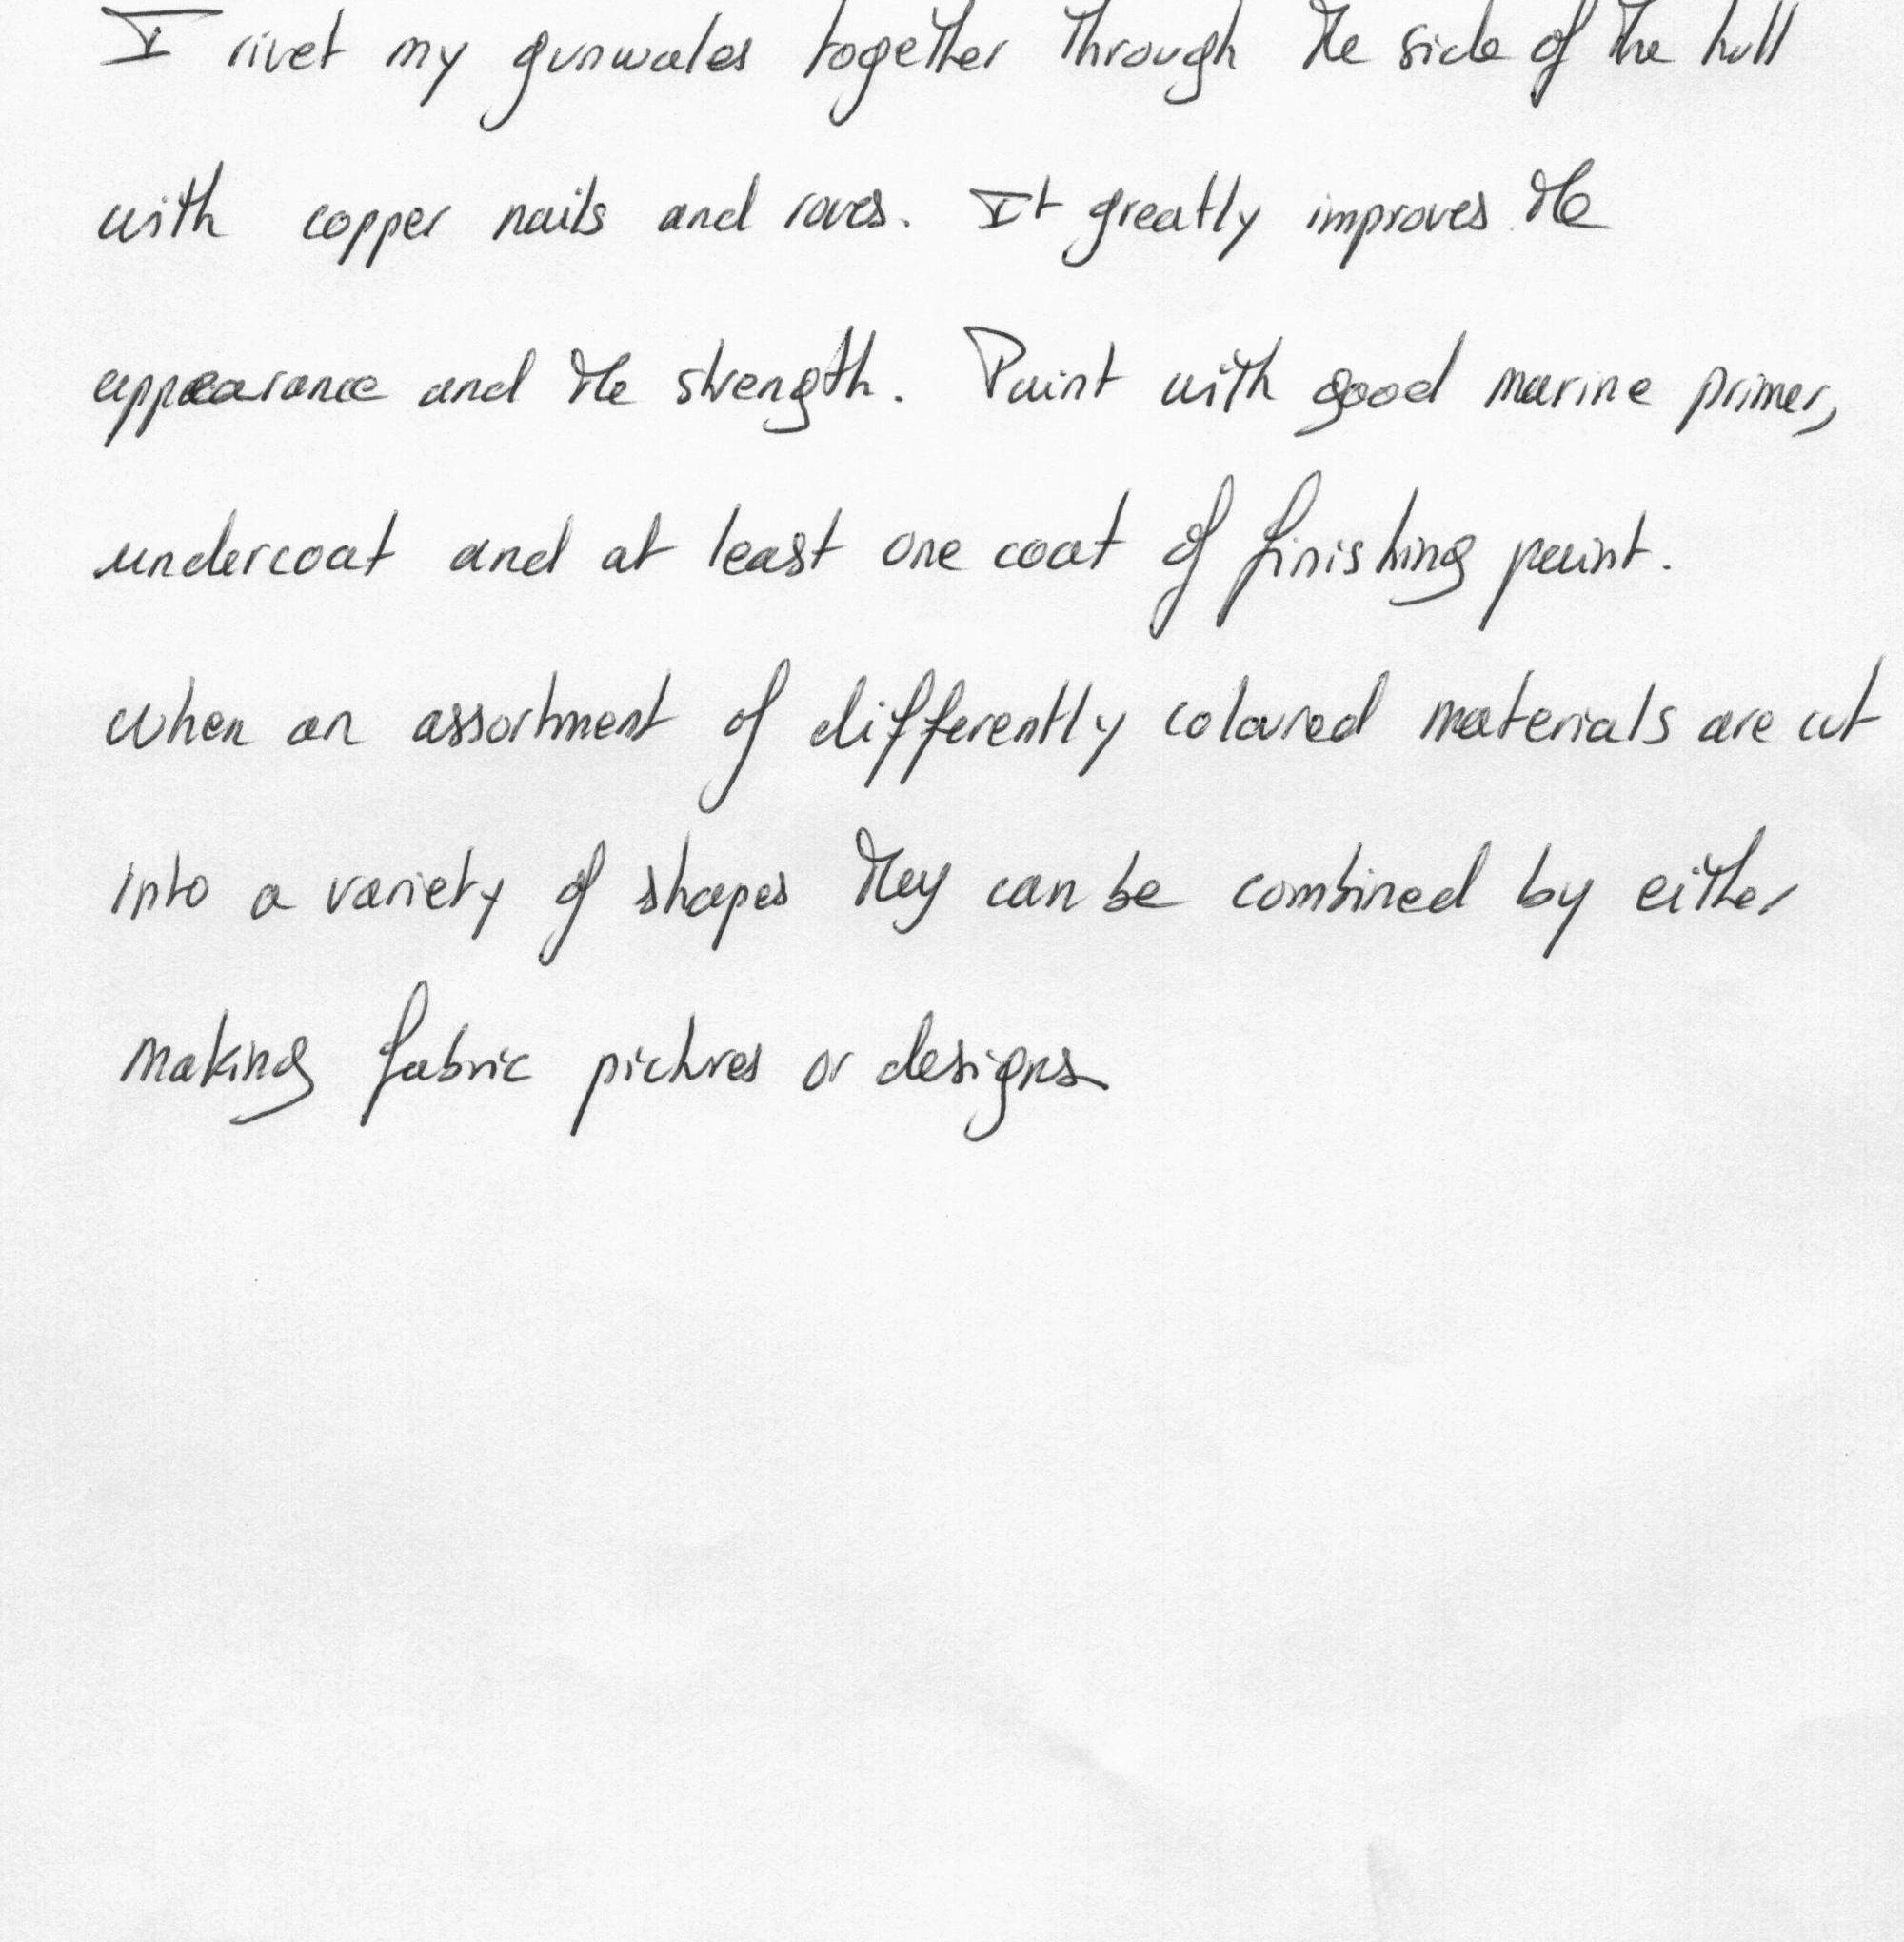 I rivet my gunwales together through the side of the hull
with copper nails and roves. It greatly improves the
appearance and the strength. Paint with good marine primer,
undercoat and at least one coat of finishing paint.
When an assortment of differently coloured materials are cut
into a variety of shapes they can be combined by either
making fabric pictures or designs